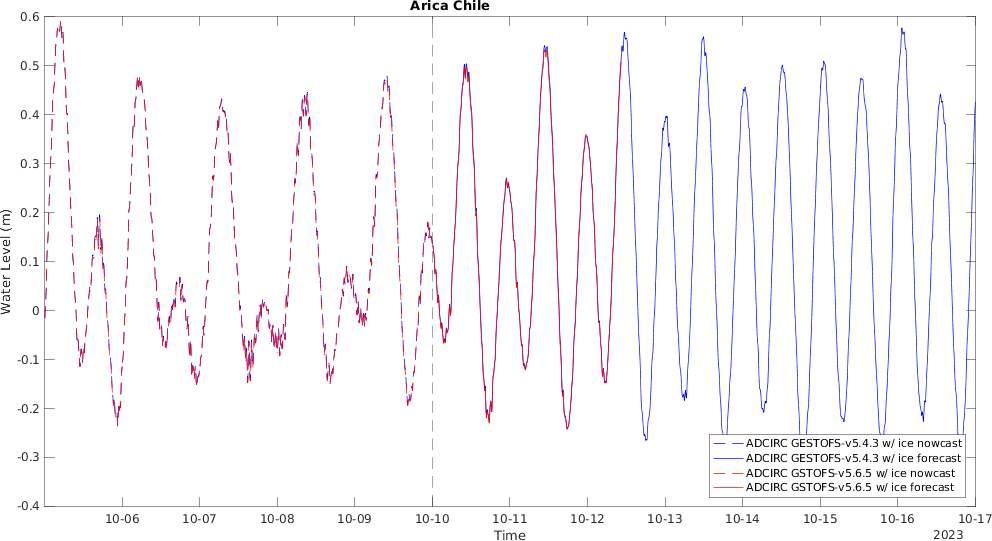 Arica Chile
Water Level (m)
0.6
0.5
0.4
0.3
0.2
0.1
0
-0.1
-0.2
-0.3
-0.4
ADCIRC GESTOFS-v5.4.3 w/ ice nowcast
ADCIRC GESTOFS-v5.4.3 w/ ice forecast
ADCIRC GSTOFS-v5.6.5 w/ ice nowcast
ADCIRC GSTOFS-v5.6.5 w/ ice forecast
10-06 10-07 10-08 10-09 10-10 10-11 10-12 10-13 10-14 10-15 10-16 10-17
Time
2023